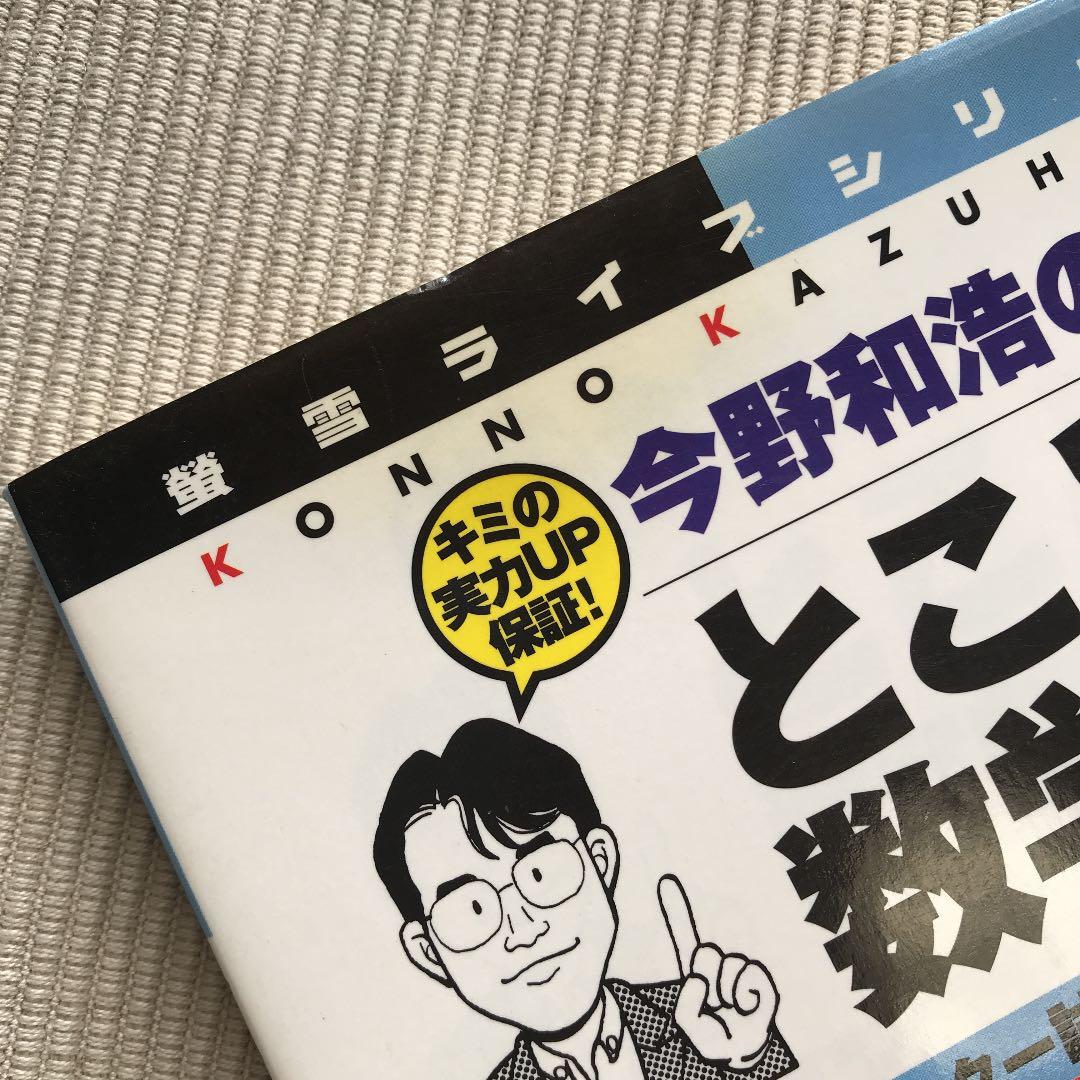 螢雪ライブシリ
KONNO KAZUH
今野和浩の
キミの
実力UP
保証!
とこ
数学